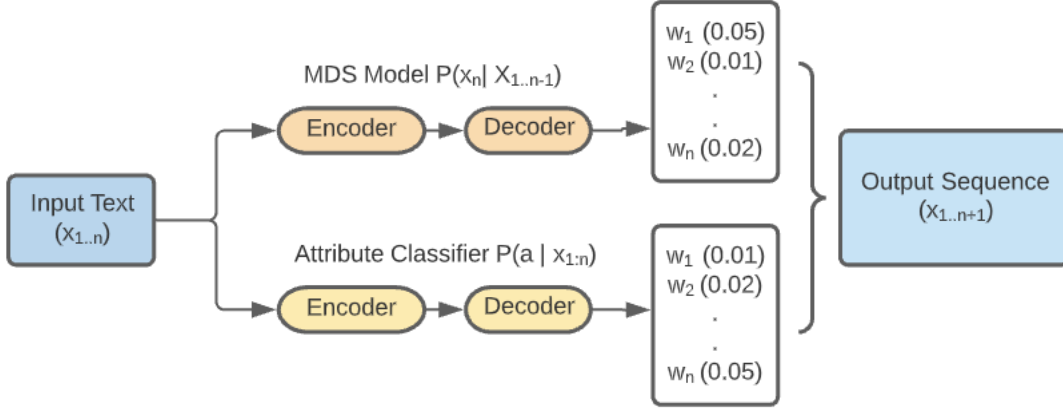 MDS Model P(xₙ| X₁..ₙ₋₁)
Encoder
Decoder
w₁ (0.05)
w₂ (0.01)
.
.
wₙ (0.02)
Input Text
(x₁..ₙ)
Attribute Classifier P(a | x₁:ₙ)
Encoder
Decoder
w₁ (0.01)
w₂ (0.02)
.
.
wₙ (0.05)
Output Sequence
(x₁..ₙ₊₁)